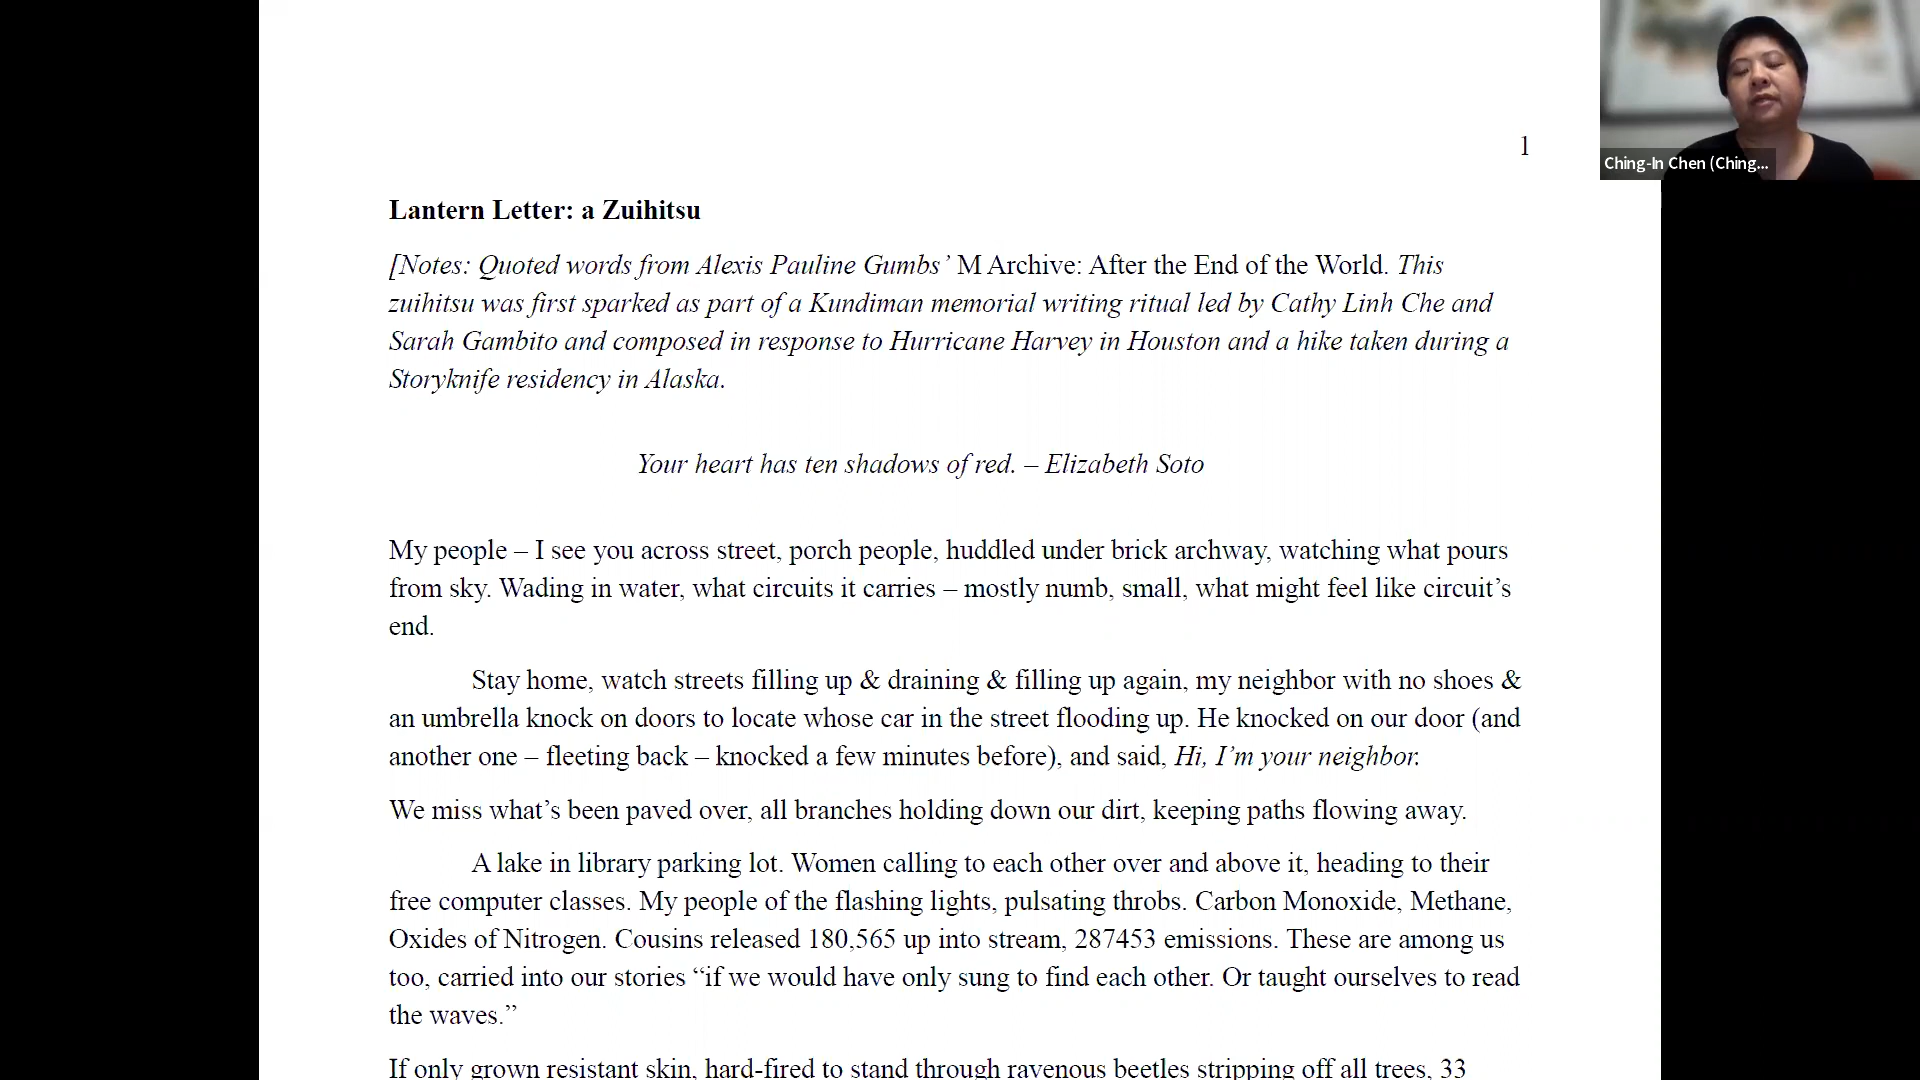 1
Ching-In Chen (Ching...
Lantern Letter: a Zuihitsu
[Notes: Quoted words from Alexis Pauline Gumbs’ M Archive: After the End of the World. This
zuihitsu was first sparked as part of a Kundiman memorial writing ritual led by Cathy Linh Che and
Sarah Gambito and composed in response to Hurricane Harvey in Houston and a hike taken during a
Storyknife residency in Alaska.
Your heart has ten shadows of red. – Elizabeth Soto
My people – I see you across street, porch people, huddled under brick archway, watching what pours
from sky. Wading in water, what circuits it carries – mostly numb, small, what might feel like circuit’s
end.
Stay home, watch streets filling up & draining & filling up again, my neighbor with no shoes &
an umbrella knock on doors to locate whose car in the street flooding up. He knocked on our door (and
another one – fleeting back – knocked a few minutes before), and said, Hi, I’m your neighbor.
We miss what’s been paved over, all branches holding down our dirt, keeping paths flowing away.
A lake in library parking lot. Women calling to each other over and above it, heading to their
free computer classes. My people of the flashing lights, pulsating throbs. Carbon Monoxide, Methane,
Oxides of Nitrogen. Cousins released 180,565 up into stream, 287453 emissions. These are among us
too, carried into our stories “if we would have only sung to find each other. Or taught ourselves to read
the waves.”
If only grown resistant skin, hard-fired to stand through ravenous beetles stripping off all trees, 33